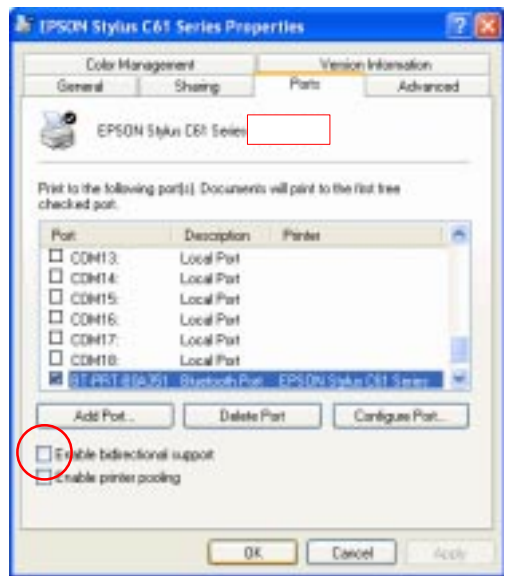 EPSON Stylus C61 Series Properties
Color Management Version Information
General Sharing Ports Advanced
EPSON Stylus C61 Series
Print to the following port(s). Documents will print to the first free
checked port.
Port Description Printer
COM13: Local Port
COM14: Local Port
COM15: Local Port
COM16: Local Port
COM17: Local Port
COM18: Local Port
Bluetooth Port EPSON Stylus C61 Series
Add Port... Delete Port Configure Port...
Enable bidirectional support
Enable printer pooling
OK Cancel Apply